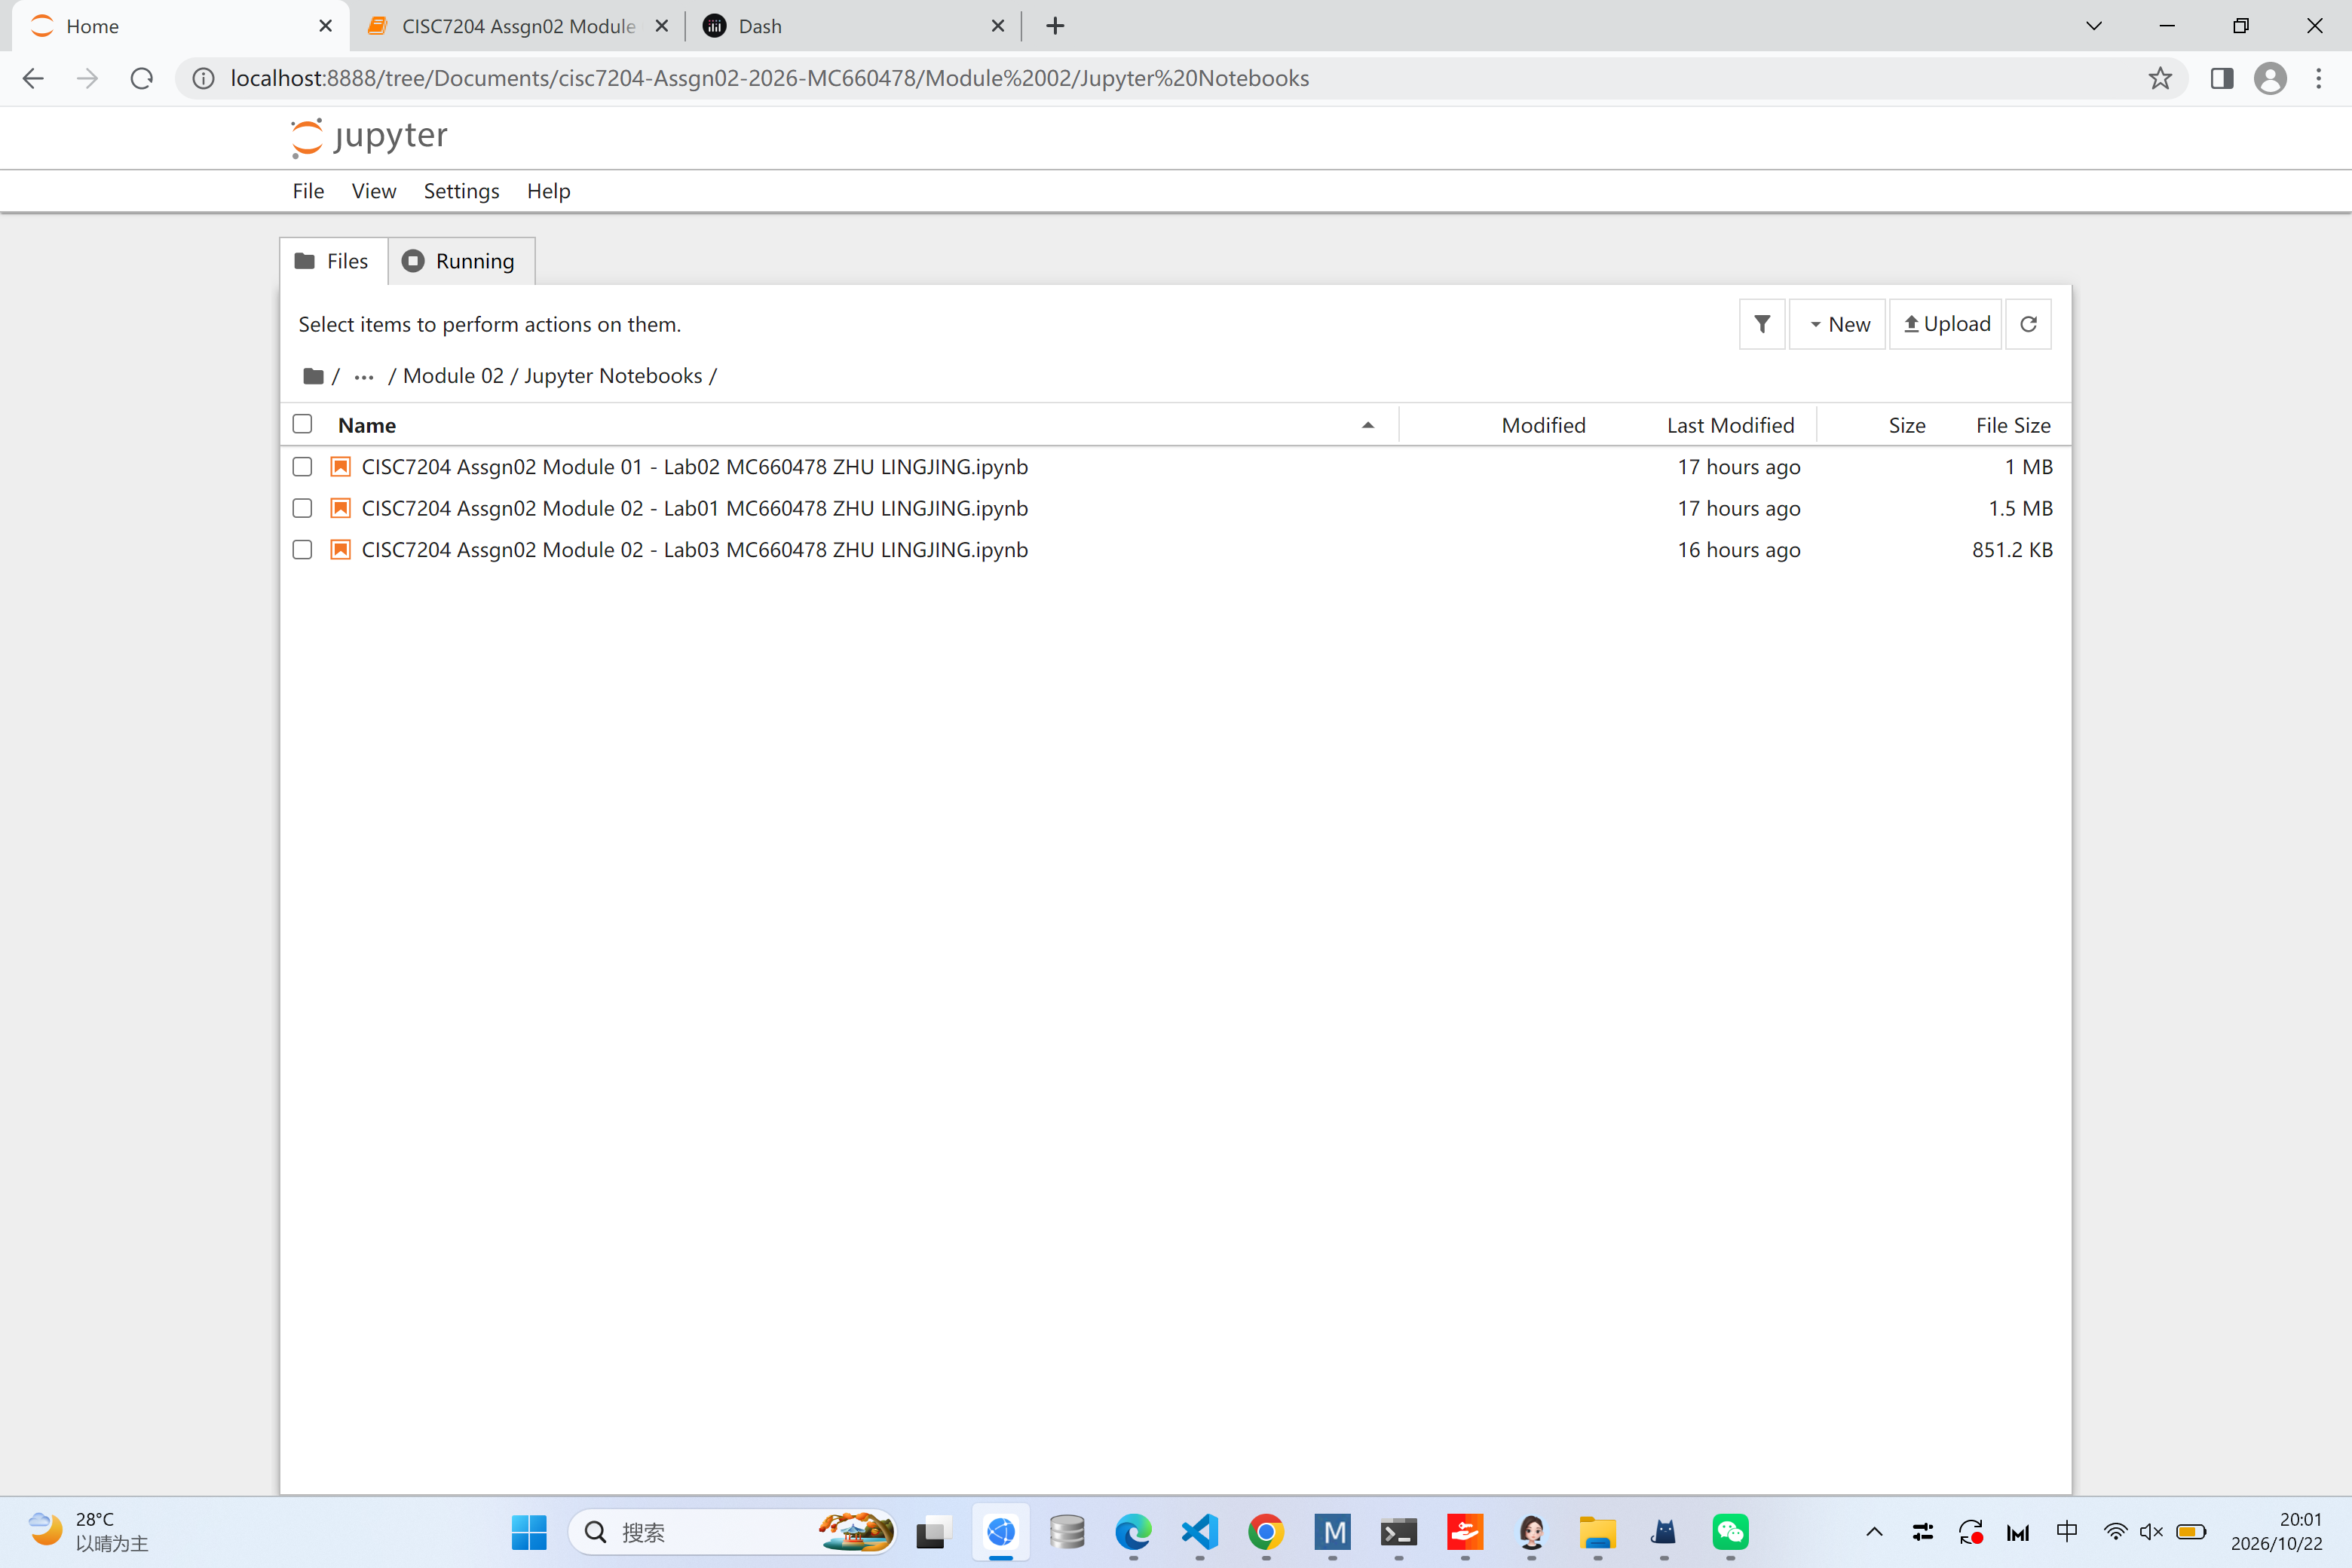 Home
CISC7204 Assgn02 Module
Dash
localhost:8888/tree/Documents/cisc7204-Assgn02-2026-MC660478/Module%2002/Jupyter%20Notebooks
jupyter
File View Settings Help
Files
Running
Select items to perform actions on them.
New
Upload
/ ... / Module 02 / Jupyter Notebooks /
Name Modified Last Modified Size File Size
CISC7204 Assgn02 Module 01 - Lab02 MC660478 ZHU LINGJING.ipynb 17 hours ago 1 MB
CISC7204 Assgn02 Module 02 - Lab01 MC660478 ZHU LINGJING.ipynb 17 hours ago 1.5 MB
CISC7204 Assgn02 Module 02 - Lab03 MC660478 ZHU LINGJING.ipynb 16 hours ago 851.2 KB
28°C
以晴为主
搜索
M
中
20:01
2026/10/22